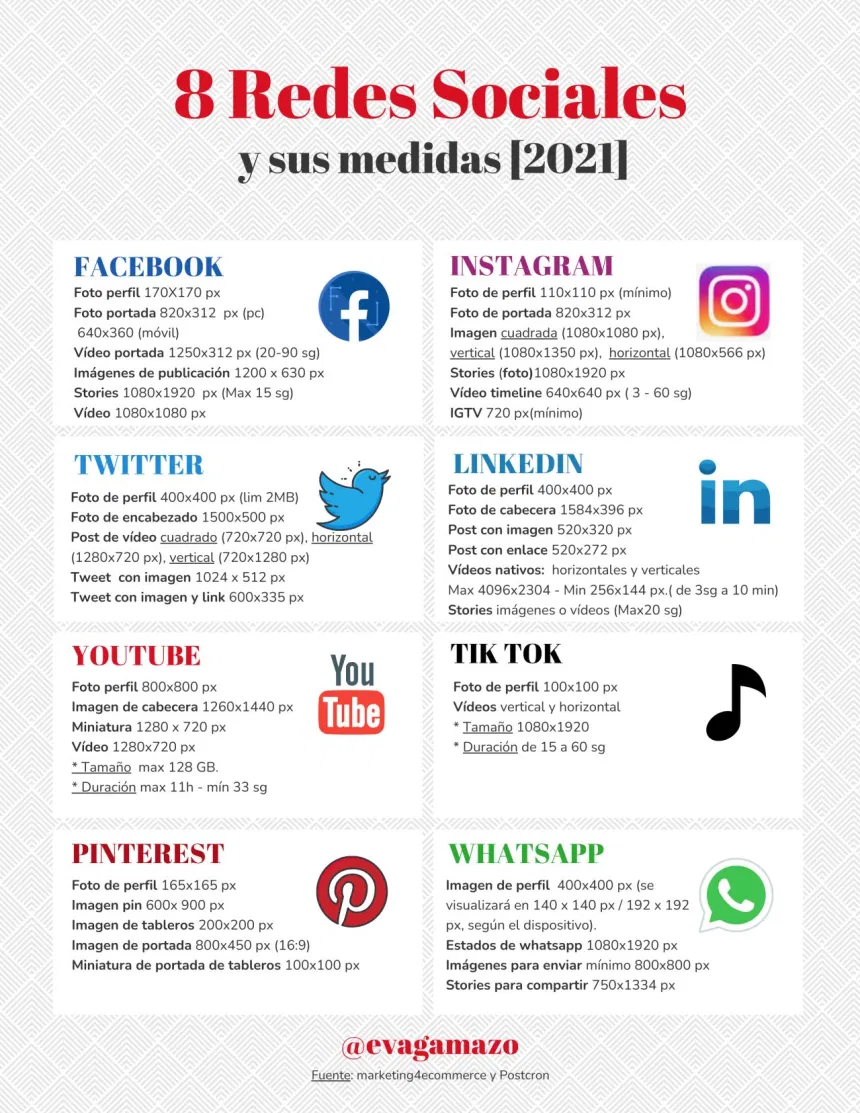 8 Redes Sociales
y sus medidas [2021]
FACEBOOK
Foto perfil 170X170 px
Foto portada 820x312 px (pc)
640x360 (móvil)
Vídeo portada 1250x312 px (20-90 sg)
Imágenes de publicación 1200 x 630 px
Stories 1080x1920 px (Max 15 sg)
Vídeo 1080x1080 px
INSTAGRAM
Foto de perfil 110x110 px (mínimo)
Foto de portada 820x312 px
Imagen cuadrada (1080x1080 px),
vertical (1080x1350 px), horizontal (1080x566 px)
Stories (foto)1080x1920 px
Vídeo timeline 640x640 px ( 3 - 60 sg)
IGTV 720 px(mínimo)
TWITTER
Foto de perfil 400x400 px (lim 2MB)
Foto de encabezado 1500x500 px
Post de vídeo cuadrado (720x720 px), horizontal
(1280x720 px), vertical (720x1280 px)
Tweet con imagen 1024 x 512 px
Tweet con imagen y link 600x335 px
LINKEDIN
in
Foto de perfil 400x400 px
Foto de cabecera 1584x396 px
Post con imagen 520x320 px
Post con enlace 520x272 px
Vídeos nativos: horizontales y verticales
Max 4096x2304 - Min 256x144 px.( de 3sg a 10 min)
Stories imágenes o vídeos (Max20 sg)
YOUTUBE
You
Tube
Foto perfil 800x800 px
Imagen de cabecera 1260x1440 px
Miniatura 1280 x 720 px
Vídeo 1280x720 px
* Tamaño max 128 GB.
* Duración max 11h - mín 33 sg
TIK TOK
Foto de perfil 100x100 px
Vídeos vertical y horizontal
* Tamaño 1080x1920
* Duración de 15 a 60 sg
PINTEREST
Foto de perfil 165x165 px
Imagen pin 600x 900 px
Imagen de tableros 200x200 px
Imagen de portada 800x450 px (16:9)
Miniatura de portada de tableros 100x100 px
WHATSAPP
Imagen de perfil 400x400 px (se
visualizará en 140 x 140 px / 192 x 192
px, según el dispositivo).
Estados de whatsapp 1080x1920 px
Imágenes para enviar mínimo 800x800 px
Stories para compartir 750x1334 px
@evagamazo
Fuente: marketing4ecommerce y Postcron